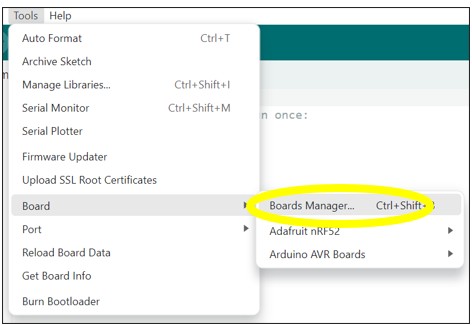 Tools Help
Auto Format Ctrl+T
Archive Sketch
Manage Libraries... Ctrl+Shift+I
Serial Monitor Ctrl+Shift+M
n once:
Serial Plotter
Firmware Updater
Upload SSL Root Certificates
Board
Boards Manager... Ctrl+Shift+B
Port
Adafruit nRF52
Reload Board Data
Arduino AVR Boards
Get Board Info
Burn Bootloader